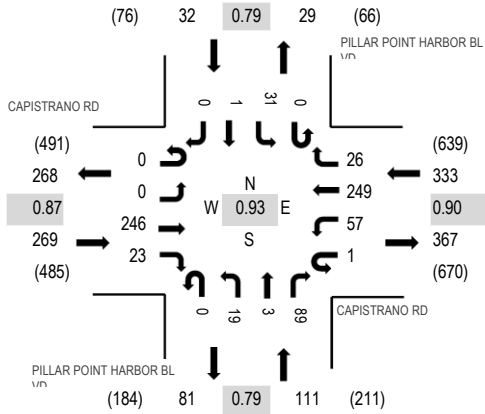 (76) 32 0.79 29 (66)
PILLAR POINT HARBOR BL
VD
CAPISTRANO RD
0 1 31 0
(491) (639)
268 0 26 333
0.87 0 N 249 0.90
W 0.93 E
269 246 S 57 367
(485) 23 1 (670)
0 19 3 89
CAPISTRANO RD
PILLAR POINT HARBOR BL
VD
(184) 81 0.79 111 (211)